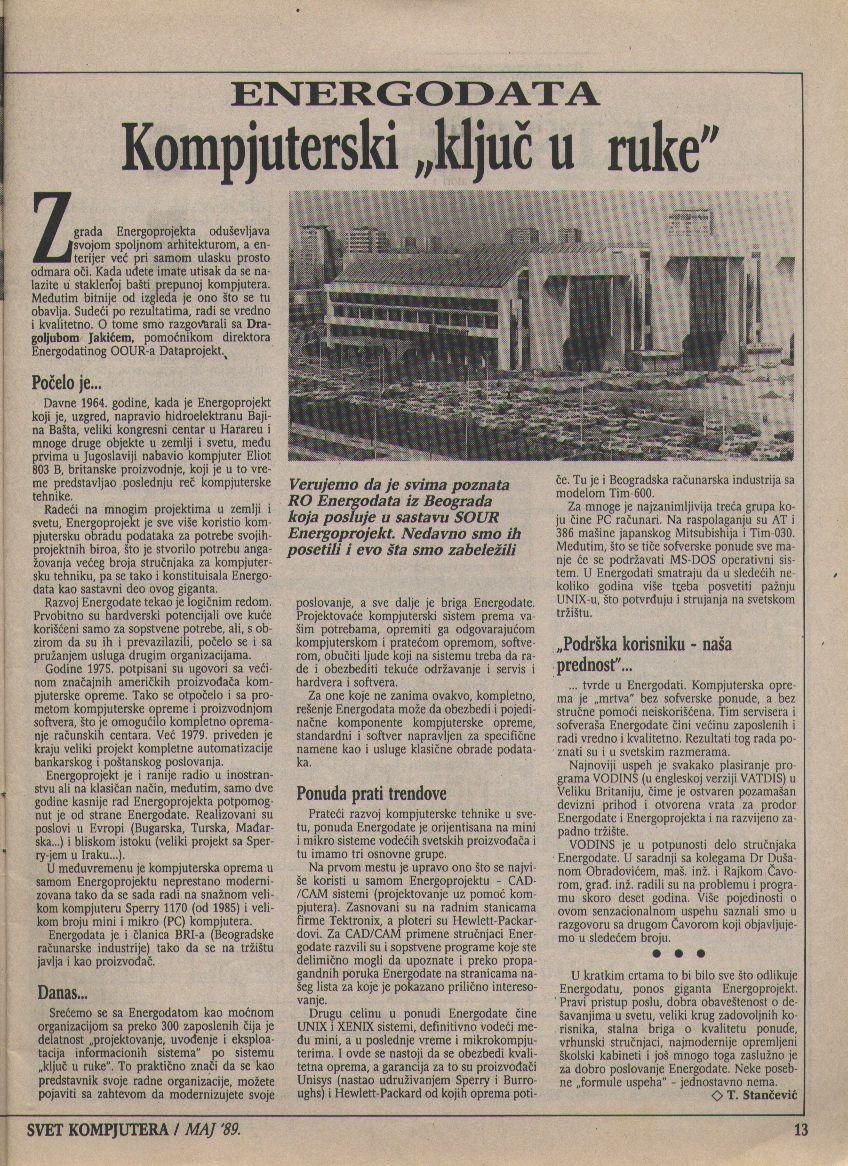 ENERGODATA
Kompjuterski „ključ u ruke”
Zgrada Energoprojekta oduševljava
svojom spoljnom arhitekturom, a en-
terijer već pri samom ulasku prosto
odmara oči. Kada uđete imate utisak da se na-
lazite u staklenoj bašti prepunoj kompjutera.
Međutim bitnije od izgleda je ono što se tu
obavlja. Sudeći po rezultatima, radi se vredno
i kvalitetno. O tome smo razgovarali sa Dra-
goljubom Jakićem, pomoćnikom direktora
Energodatinog OOUR-a Dataprojekt.
Počelo je...
Davne 1964. godine, kada je Energoprojekt
koji je, uzgred, napravio hidroelektranu Baji-
na Bašta, veliki kongresni centar u Harareu i
mnoge druge objekte u zemlji i svetu, među
prvima u Jugoslaviji nabavio kompjuter Eliot
803 B, britanske proizvodnje, koji je u to vre-
me predstavljao poslednju reč kompjuterske
tehnike.
Radeći na mnogim projektima u zemlji i
svetu, Energoprojekt je sve više koristio kom-
pjutersku obradu podataka za potrebe svojih
projektnih biroa, što je stvorilo potrebu anga-
žovanja većeg broja stručnjaka za kompjuter-
sku tehniku, pa se tako i konstituisala Energo-
data kao sastavni deo ovog giganta.
Razvoj Energodate tekao je logičnim redom.
Prvobitno su hardverski potencijali ove kuće
korišćeni samo za sopstvene potrebe, ali, s ob-
zirom da su ih i prevazilazili, počelo se i sa
pružanjem usluga drugim organizacijama.
Godine 1975. potpisani su ugovori sa veći-
nom značajnih američkih proizvođača kom-
pjuterske opreme. Tako se otpočelo i sa pro-
metom kompjuterske opreme i proizvodnjom
softvera, što je omogućilo kompletno oprema-
nje računskih centara. Već 1979. priveden je
kraju veliki projekt kompletne automatizacije
bankarskog i poštanskog poslovanja.
Energoprojekt je i ranije radio u inostran-
stvu ali na klasičan način, međutim, samo dve
godine kasnije rad Energoprojekta potpomog-
nut je od strane Energodate. Realizovani su
poslovi u Evropi (Bugarska, Turska, Mađar-
ska...) i bliskom istoku (veliki projekt sa Sper-
ry-jem u Iraku...).
U međuvremenu je kompjuterska oprema u
samom Energoprojektu neprestano moderni-
zovana tako da se sada radi na snažnom veli-
kom kompjuteru Sperry 1170 (od 1985) i veli-
kom broju mini i mikro (PC) kompjutera.
Energodata je i članica BRI-a (Beogradske
računarske industrije) tako da se na tržištu
javlja i kao proizvođač.
Danas...
Srećemo se sa Energodatom kao moćnom
organizacijom sa preko 300 zaposlenih čija je
delatnost „projektovanje, uvođenje i eksploa-
tacija informacionih sistema” po sistemu
„ključ u ruke”. To praktično znači da se kao
predstavnik svoje radne organizacije, možete
pojaviti sa zahtevom da modernizujete svoje
Verujemo da je svima poznata
RO Energodata iz Beograda
koja posluje u sastavu SOUR
Energoprojekt. Nedavno smo ih
posetili i evo šta smo zabeležili
poslovanje, a sve dalje je briga Energodate.
Projektovaće kompjuterski sistem prema va-
šim potrebama, opremiti ga odgovarajućom
kompjuterskom i pratećom opremom, softve-
rom, obučiti ljude koji na sistemu treba da ra-
de i obezbediti tekuće održavanje i servis i
hardvera i softvera.
Za one koje ne zanima ovakvo, kompletno,
rešenje Energodata može da obezbedi i pojedi-
načne komponente kompjuterske opreme,
standardni i softver napravljen za specifične
namene kao i usluge klasične obrade podata-
ka.
Ponuda prati trendove
Prateći razvoj kompjuterske tehnike u sve-
tu, ponuda Energodate je orijentisana na mini
i mikro sisteme vodećih svetskih proizvođača i
tu imamo tri osnovne grupe.
Na prvom mestu je upravo ono što se najvi-
še koristi u samom Energoprojektu - CAD-
/CAM sistemi (projektovanje uz pomoć kom-
pjutera). Zasnovani su na radnim stanicama
firme Tektronix, a ploteri su Hewlett-Packar-
dovi. Za CAD/CAM primene stručnjaci Ener-
godate razvili su i sopstvene programe koje ste
delimično mogli da upoznate i preko propa-
gandnih poruka Energodate na stranicama na-
šeg lista za koje je pokazano prilično intereso-
vanje.
Drugu celinu u ponudi Energodate čine
UNIX i XENIX sistemi, definitivno vodeći me-
đu mini, a u poslednje vreme i mikrokompju-
terima. I ovde se nastoji da se obezbedi kvali-
tetna oprema, a garancija za to su proizvođači
Unisys (nastao udruživanjem Sperry i Burro-
ughs) i Hewlett-Packard od kojih oprema poti-
če. Tu je i Beogradska računarska industrija sa
modelom Tim-600.
Za mnoge je najzanimljivija treća grupa ko-
ju čine PC računari. Na raspolaganju su AT i
386 mašine japanskog Mitsubishija i Tim-030.
Međutim, što se tiče sofverske ponude sve ma-
nje će se podržavati MS-DOS operativni sis-
tem. U Energodati smatraju da u sledećih ne-
koliko godina više treba posvetiti pažnju
UNIX-u, što potvrđuju i strujanja na svetskom
tržištu.
„Podrška korisniku - naša
prednost”...
... tvrde u Energodati. Kompjuterska opre-
ma je „mrtva” bez sofverske ponude, a bez
stručne pomoći neiskorišćena. Tim servisera i
sofveraša Energodate čini većinu zaposlenih i
radi vredno i kvalitetno. Rezultati tog rada po-
znati su i u svetskim razmerama.
Najnoviji uspeh je svakako plasiranje pro-
grama VODINS (u engleskoj verziji VATDIS) u
Veliku Britaniju, čime je ostvaren pozamašan
devizni prihod i otvorena vrata za prodor
Energodate i Energoprojekta i na razvijeno za-
padno tržište.
VODINS je u potpunosti delo stručnjaka
Energodate. U saradnji sa kolegama Dr Duša-
nom Obradovićem, maš. inž. i Rajkom Čavo-
rom, građ. inž. radili su na problemu i progra-
mu skoro deset godina. Više pojedinosti o
ovom senzacionalnom uspehu saznali smo u
razgovoru sa drugom Čavorom koji objavljuje-
mo u sledećem broju.
● ● ●
U kratkim crtama to bi bilo sve što odlikuje
Energodatu, ponos giganta Energoprojekt.
Pravi pristup poslu, dobra obaveštenost o de-
šavanjima u svetu, veliki krug zadovoljnih ko-
risnika, stalna briga o kvalitetu ponude,
vrhunski stručnjaci, najmodernije opremljeni
školski kabineti i još mnogo toga zaslužno je
za dobro poslovanje Energodate. Neke poseb-
ne „formule uspeha” - jednostavno nema.
◇ T. Stančević
SVET KOMPJUTERA / MAJ '89.
13